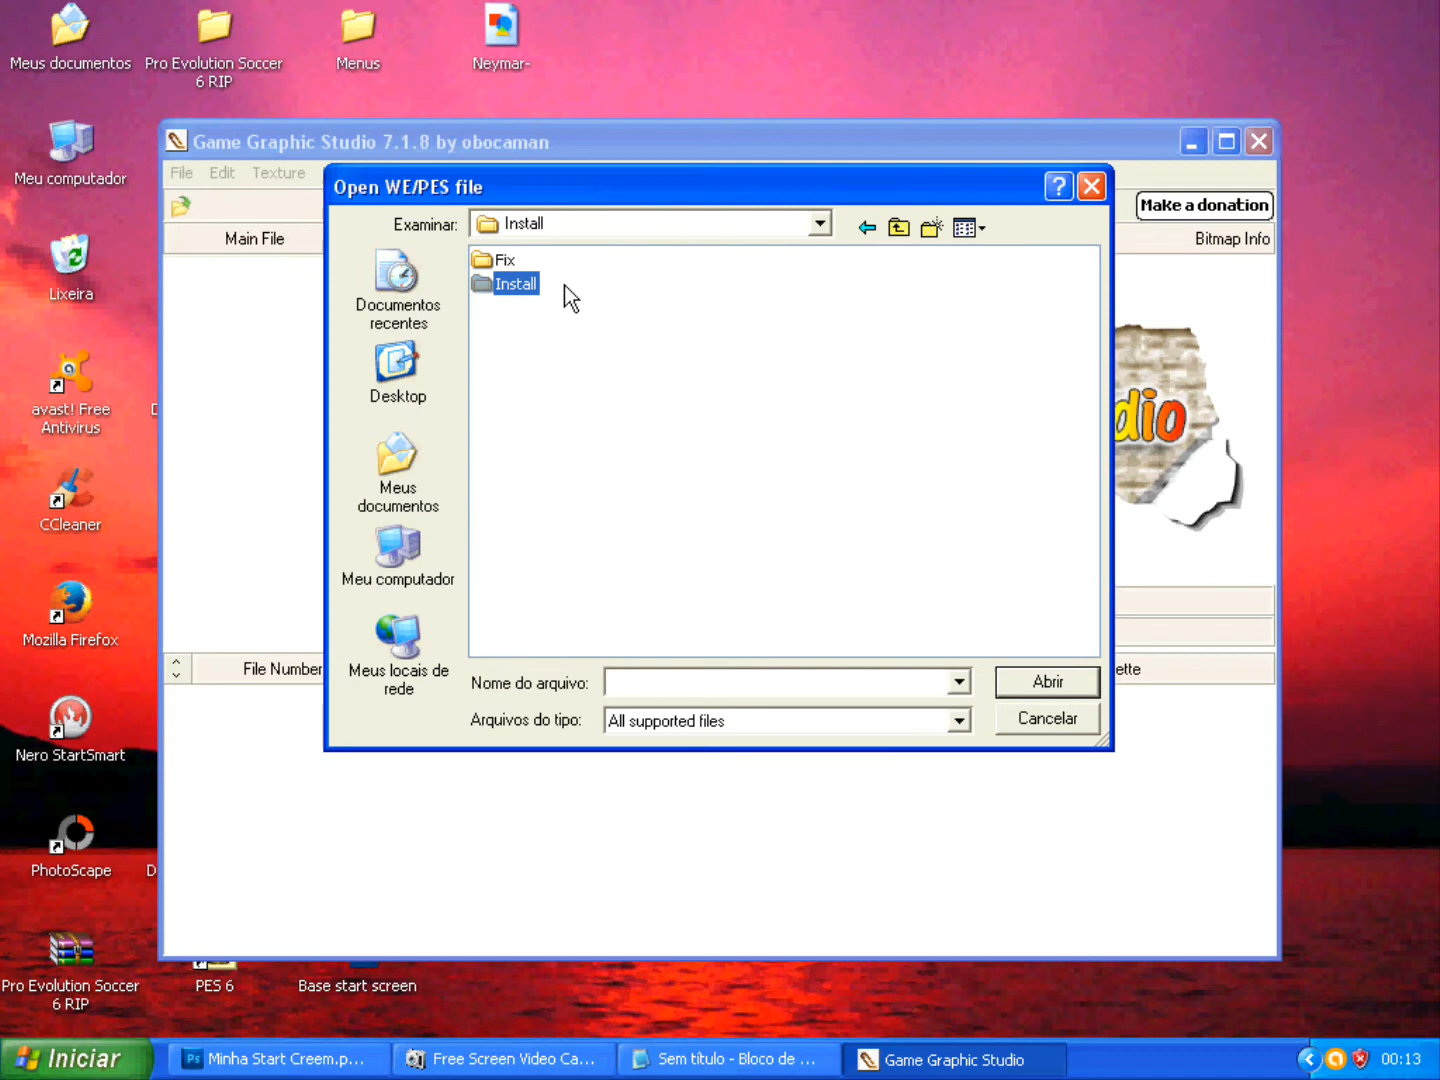 Meus documentos
Pro Evolution Soccer
6 RIP
Menus
Neymar-
Meu computador
Lixeira
avast! Free
Antivirus
CCleaner
Mozilla Firefox
Nero StartSmart
PhotoScape
D
D
Pro Evolution Soccer
6 RIP
PES 6
Base start screen
Game Graphic Studio 7.1.8 by obocaman
File
Edit
Texture
Make a donation
Main File
Bitmap Info
dio
File Number
ette
Open WE/PES file
?
Examinar:
Install
Fix
Install
Documentos
recentes
Desktop
Meus
documentos
Meu computador
Meus locais de
rede
Nome do arquivo:
Abrir
Arquivos do tipo:
All supported files
Cancelar
Iniciar
Ps
Minha Start Creem.p...
Free Screen Video Ca...
Sem título - Bloco de ...
Game Graphic Studio
00:13